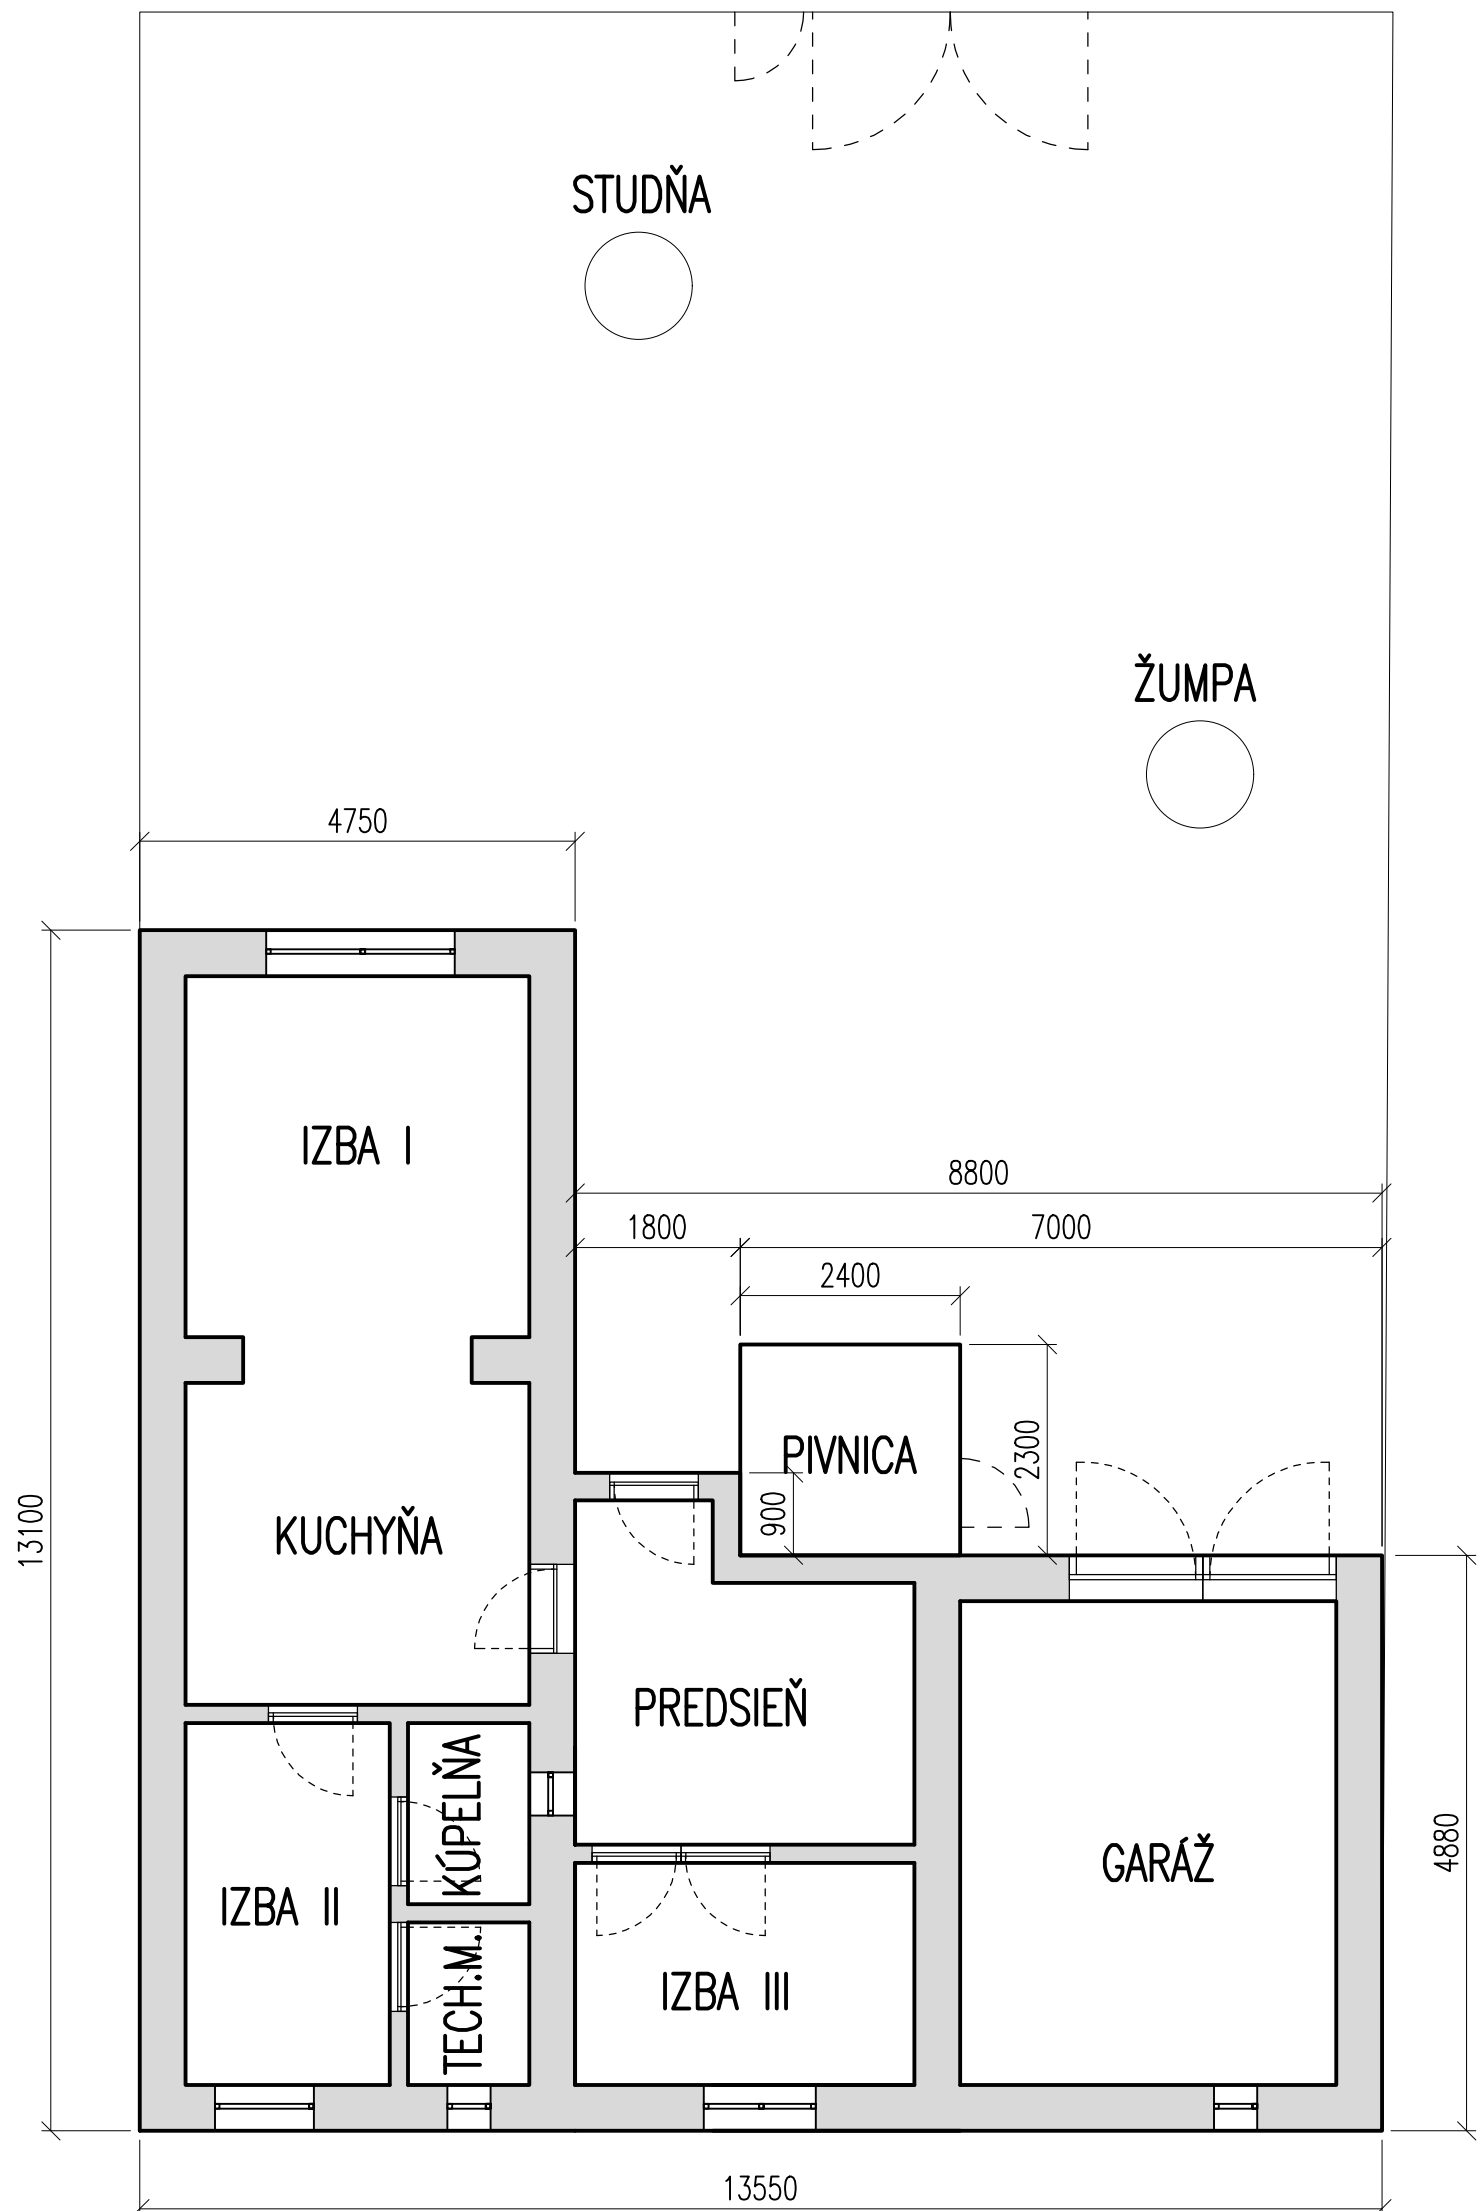 STUDŇA
ŽUMPA
4750
13100
IZBA I
8800
1800
7000
2400
PIVNICA
2300
900
KUCHYŇA
PREDSIEŇ
KÚPEĽŇA
GARÁŽ
4880
IZBA II
TECH.M.
IZBA III
13550